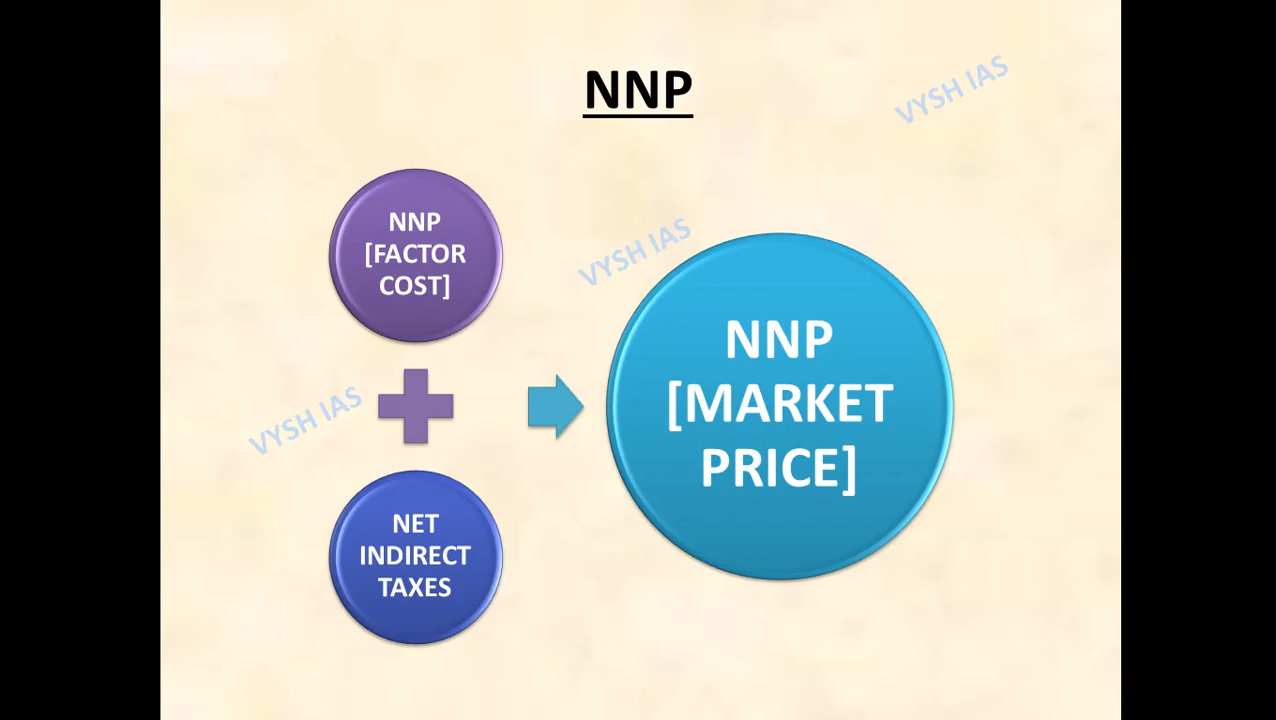 NNP
VYSH IAS
NNP
[FACTOR
COST]
VYSH IAS
NNP
[MARKET
PRICE]
VYSH IAS
NET
INDIRECT
TAXES